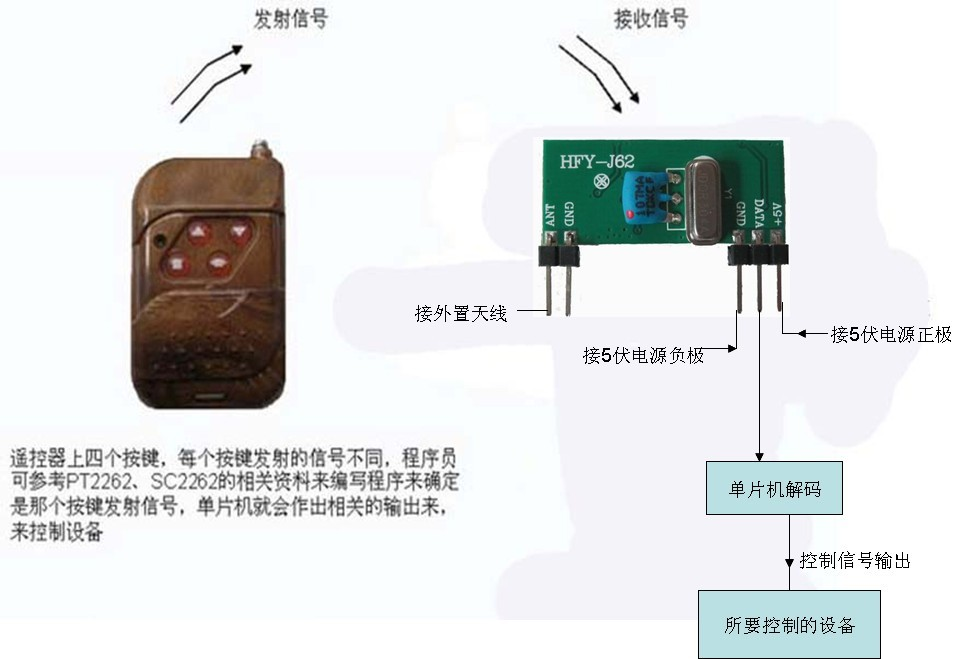 发射信号
接收信号
HFY-J62
107MA
ANT
GND
GND
DATA
+5V
Y1
接外置天线
接5伏电源负极
接5伏电源正极
遥控器上四个按键，每个按键发射的信号不同，程序员
可参考PT2262、SC2262的相关资料来编写程序来确定
是那个按键发射信号，单片机就会作出相关的输出来，
来控制设备
单片机解码
控制信号输出
所要控制的设备